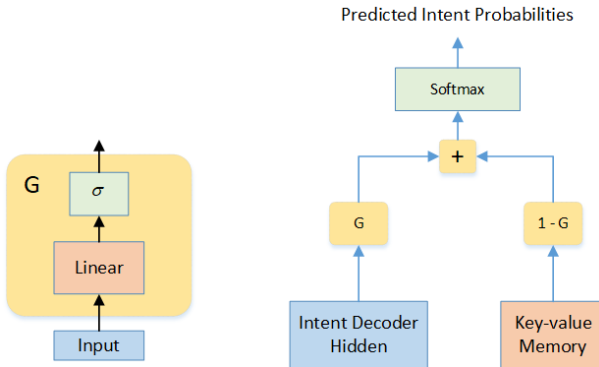 Predicted Intent Probabilities
Softmax
+
G
σ
Linear
Input
G
1 - G
Intent Decoder
Hidden
Key-value
Memory